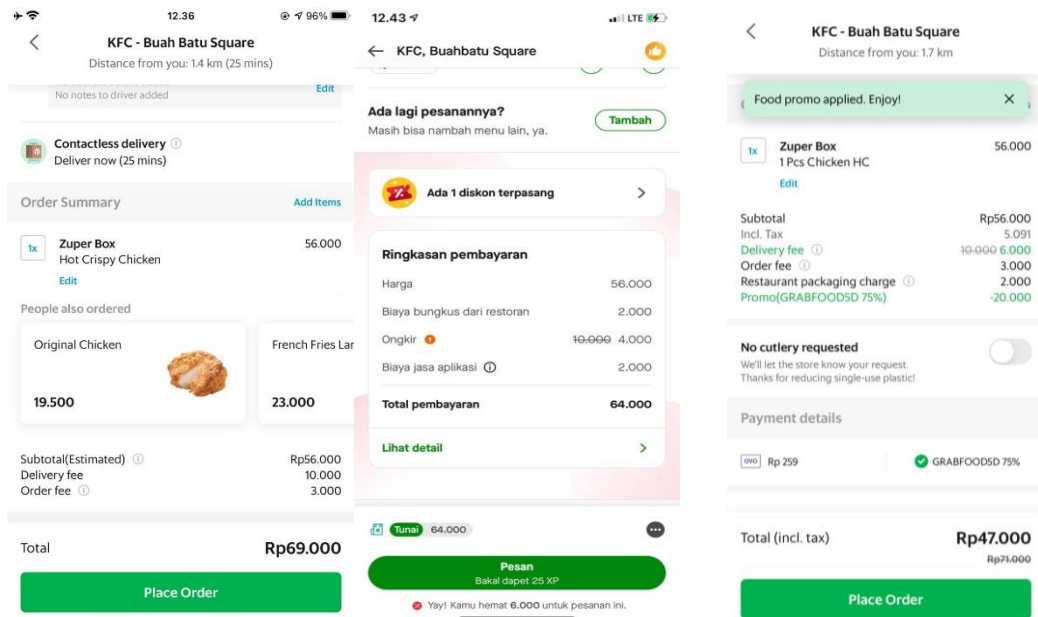 12.36
96%
KFC - Buah Batu Square
Distance from you: 1.4 km (25 mins)
No notes to driver added
Edit
Contactless delivery
Deliver now (25 mins)
Order Summary
Add Items
1x
Zuper Box
56.000
Hot Crispy Chicken
Edit
People also ordered
Original Chicken
French Fries Lar
19.500
23.000
Subtotal(Estimated)
Rp56.000
Delivery fee
10.000
Order fee
3.000
Total
Rp69.000
Place Order
12.43
LTE
KFC, Buahbatu Square
Ada lagi pesanannya?
Masih bisa nambah menu lain, ya.
Tambah
Ada 1 diskon terpasang
Ringkasan pembayaran
Harga
56.000
Biaya bungkus dari restoran
2.000
Ongkir
10.000 4.000
Biaya jasa aplikasi
2.000
Total pembayaran
64.000
Lihat detail
Tunai
64.000
Pesan
Bakal dapet 25 XP
Yay! Kamu hemat 6.000 untuk pesanan ini.
KFC - Buah Batu Square
Distance from you: 1.7 km
Food promo applied. Enjoy!
1x
Zuper Box
56.000
1 Pcs Chicken HC
Edit
Subtotal
Rp56.000
Incl. Tax
5.091
Delivery fee
10.000 6.000
Order fee
3.000
Restaurant packaging charge
2.000
Promo(GRABFOOD5D 75%)
-20.000
No cutlery requested
We'll let the store know your request.
Thanks for reducing single-use plastic!
Payment details
OVO
Rp 259
GRABFOOD5D 75%
Total (incl. tax)
Rp47.000
Rp71.000
Place Order